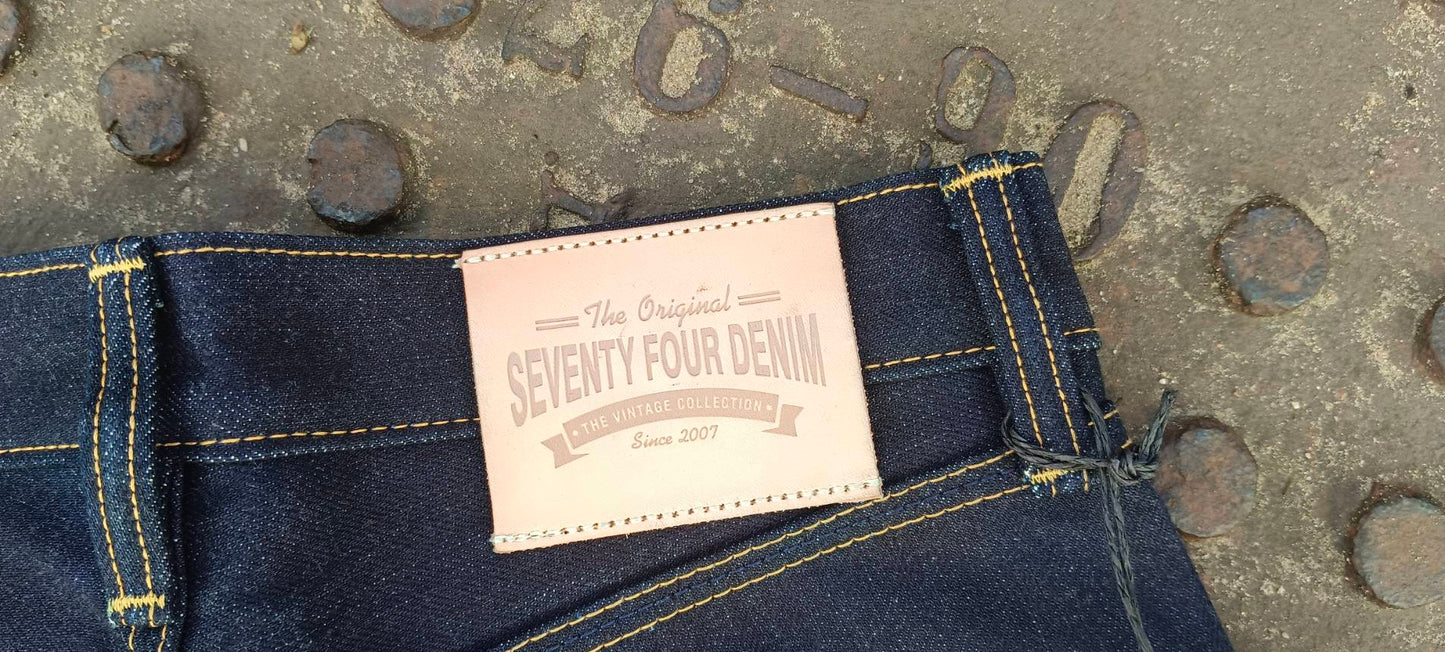 The Original
SEVENTY FOUR DENIM
THE VINTAGE COLLECTION
Since 2007